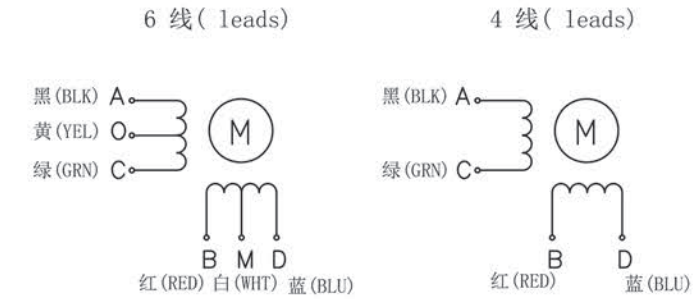 6 线( leads)
4 线( leads)
黑(BLK) A
黄(YEL) O
绿(GRN) C
M
B M D
红(RED) 白(WHT) 蓝(BLU)
黑(BLK) A
绿(GRN) C
M
B D
红(RED) 蓝(BLU)